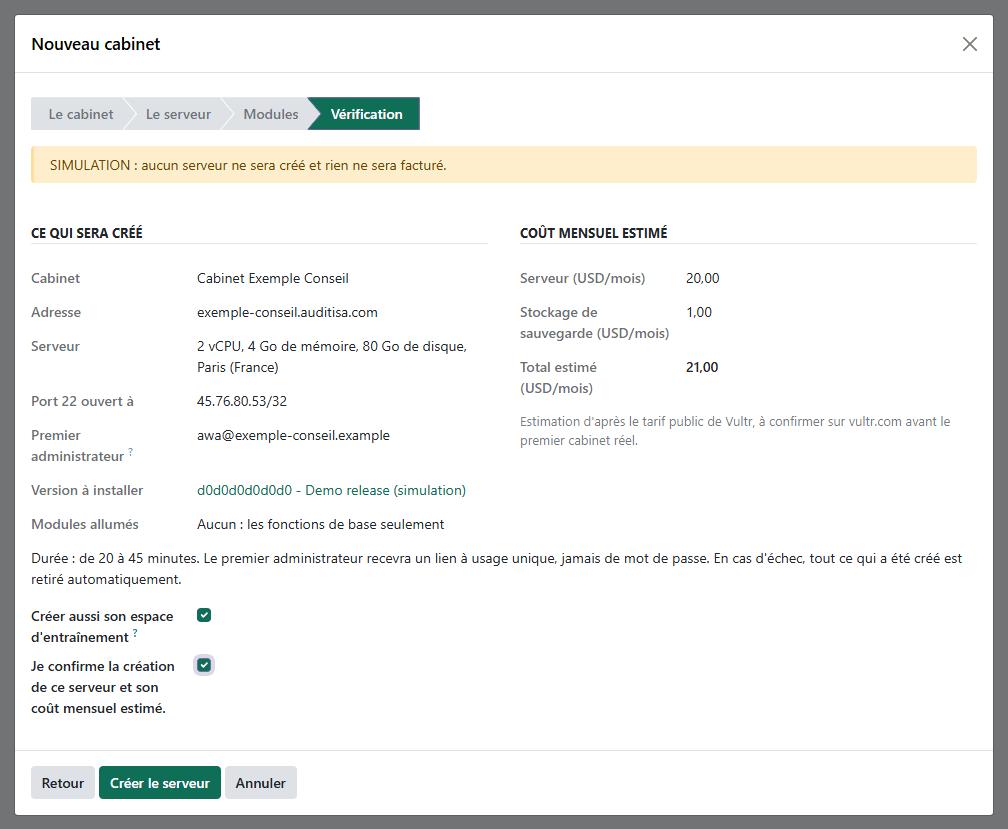 Nouveau cabinet
Le cabinet
Le serveur
Modules
Vérification
SIMULATION : aucun serveur ne sera créé et rien ne sera facturé.
CE QUI SERA CRÉÉ
Cabinet
Cabinet Exemple Conseil
Adresse
exemple-conseil.auditisa.com
Serveur
2 vCPU, 4 Go de mémoire, 80 Go de disque,
Paris (France)
Port 22 ouvert à
45.76.80.53/32
Premier
administrateur ?
awa@exemple-conseil.example
Version à installer
d0d0d0d0d0d0 - Demo release (simulation)
Modules allumés
Aucun : les fonctions de base seulement
COÛT MENSUEL ESTIMÉ
Serveur (USD/mois)
20,00
Stockage de
sauvegarde (USD/mois)
1,00
Total estimé
(USD/mois)
21,00
Estimation d'après le tarif public de Vultr, à confirmer sur vultr.com avant le
premier cabinet réel.
Durée : de 20 à 45 minutes. Le premier administrateur recevra un lien à usage unique, jamais de mot de passe. En cas d'échec, tout ce qui a été créé est
retiré automatiquement.
Créer aussi son espace
d'entraînement ?
Je confirme la création
de ce serveur et son
coût mensuel estimé.
Retour
Créer le serveur
Annuler